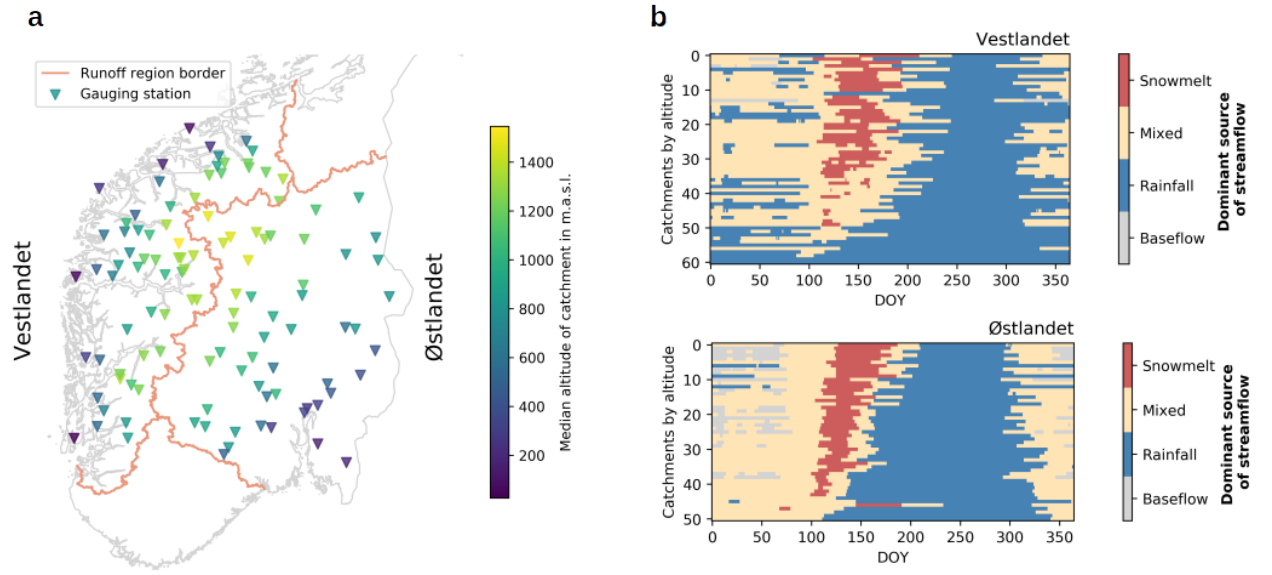 a
Runoff region border
Gauging station
Vestlandet
Østlandet
1400
1200
1000
800
600
400
200
Median altitude of catchment in m.a.s.l.
b
Vestlandet
Catchments by altitude
0
10
20
30
40
50
60
0 50 100 150 200 250 300 350
DOY
Snowmelt
Mixed
Rainfall
Baseflow
Dominant source
of streamflow
Østlandet
Catchments by altitude
0
10
20
30
40
50
0 50 100 150 200 250 300 350
DOY
Snowmelt
Mixed
Rainfall
Baseflow
Dominant source
of streamflow